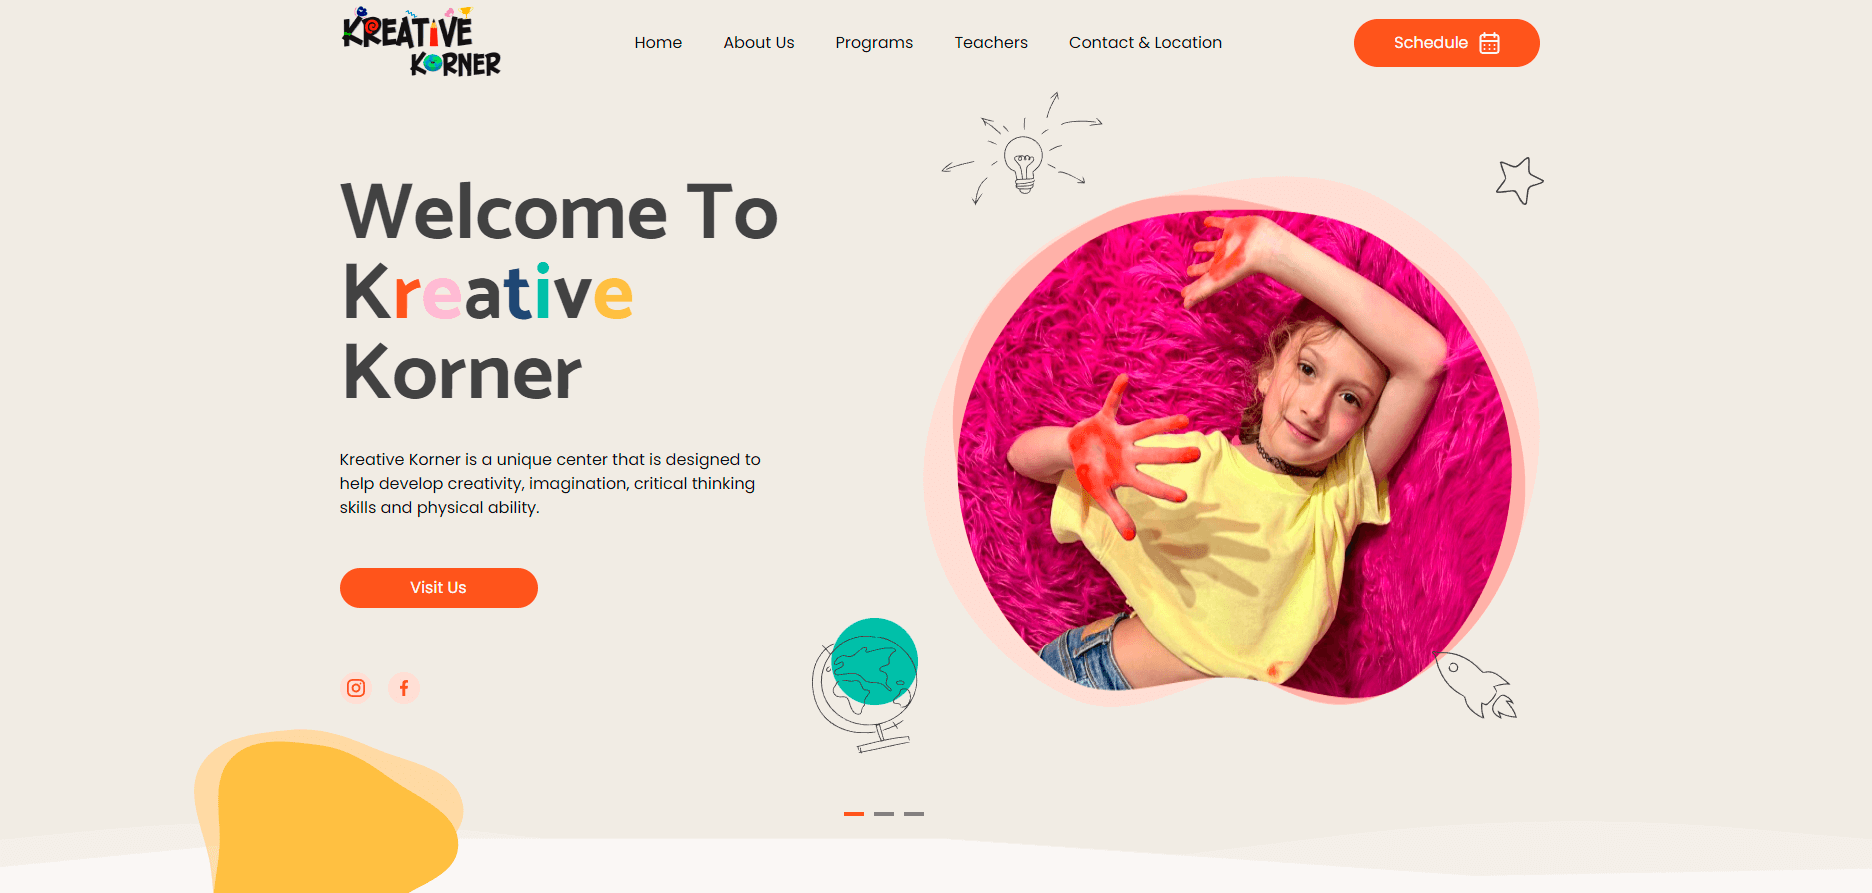 KREATIVE
KORNER
Home
About Us
Programs
Teachers
Contact & Location
Schedule
Welcome To
Kreative
Korner
Kreative Korner is a unique center that is designed to
help develop creativity, imagination, critical thinking
skills and physical ability.
Visit Us